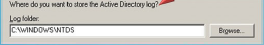 Where do you want to store the Active Directory log?
Log folder:
C:\WINDOWS\NTDS
Browse...